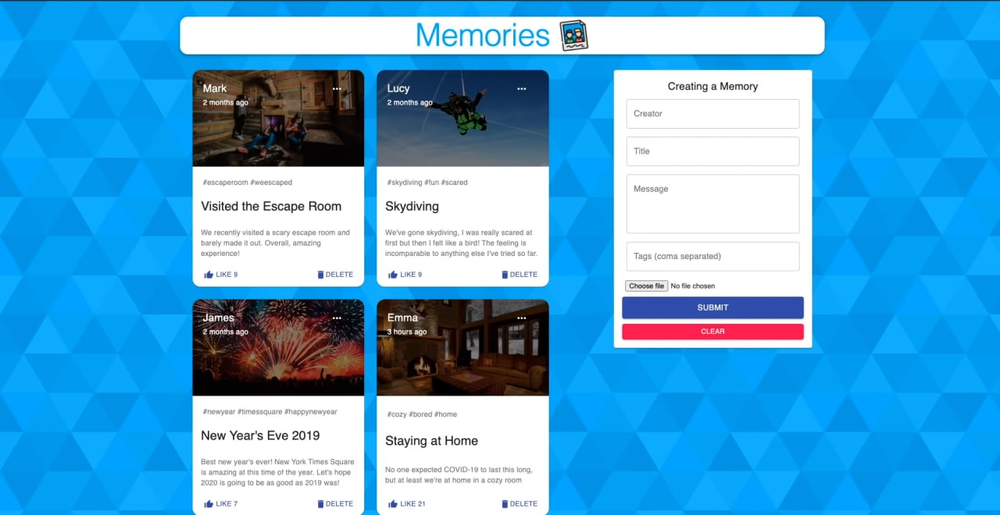 Memories
Mark
2 months ago
#escaperoom #weescaped
Visited the Escape Room
We recently visited a scary escape room and
barely made it out. Overall, amazing
experience!
LIKE 9
DELETE
Lucy
2 months ago
#skydiving #fun #scared
Skydiving
We've gone skydiving, I was really scared at
first but then I felt like a bird! The feeling is
incomparable to anything else I've tried so far.
LIKE 9
DELETE
James
2 months ago
#newyear #timessquare #happynewyear
New Year's Eve 2019
Best new year's ever! New York Times Square
is amazing at this time of the year. Let's hope
2020 is going to be as good as 2019 was!
LIKE 7
DELETE
Emma
3 hours ago
#cozy #bored #home
Staying at Home
No one expected COVID-19 to last this long,
but at least we're at home in a cozy room
LIKE 21
DELETE
Creating a Memory
Creator
Title
Message
Tags (coma separated)
Choose file No file chosen
SUBMIT
CLEAR